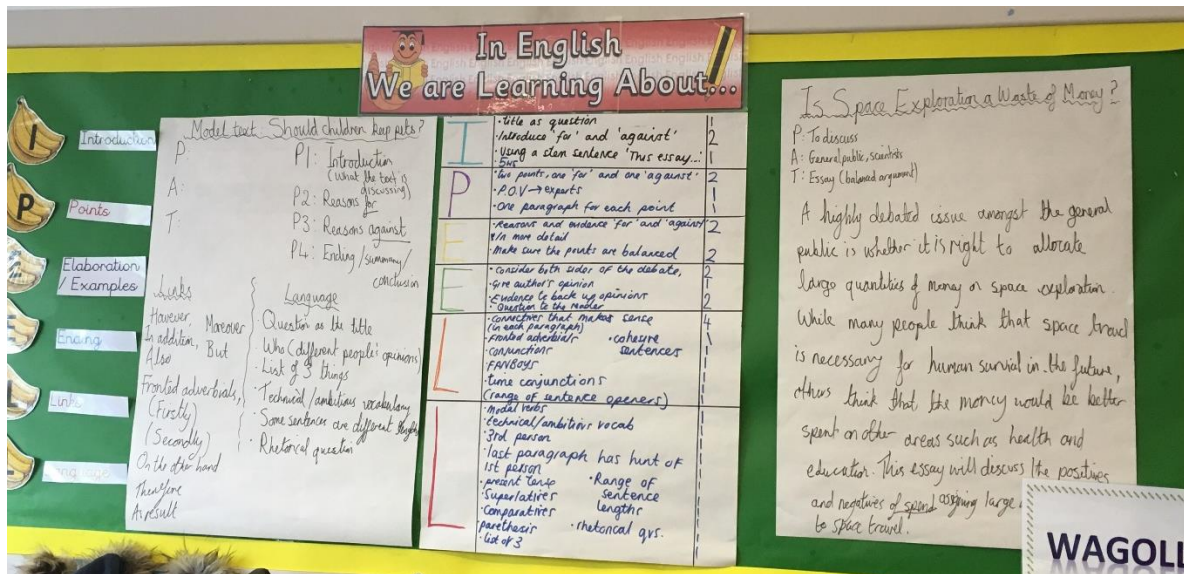 In English
We are Learning About...
I
Introduction
P
Points
Elaboration
/ Examples
Ending
Links
Language
Model text Should children keep pets?
P:
A:
T:
P1: Introduction
(What the text is
discussing)
P2: Reasons for
P3: Reasons against
P4: Ending/summary/
conclusion
Links
However,
In addition,
Also
Moreover
But
Fronted adverbials,
(Firstly)
(Secondly)
On the other hand
Therefore
As result
Language
· Question as the title
· Who (different people's opinions)
· List of 3 things
· Technical/ambitious vocabulary
· Some sentences are different lengths
· Rhetorical question
I
· title as question 1
· Introduce 'for' and 'against' 2
· Using a stem sentence 'This essay...' 1
· 5Ws
P
· two points, one 'for' and one 'against' 2
· P.O.V → experts 1
· One paragraph for each point 1
E
· Reasons and evidence 'for' and 'against' 2
in more detail
· Make sure the points are balanced 2
E
· Consider both sides of the debate, 2
· Give author's opinion 1
· Evidence to back up opinions 2
· Question to the reader
L
· connectives that makes sense 4
(in each paragraph)
· Fronted adverbials
· cohesive
sentences
· conjunctions
· FANBOYS
· time conjunctions
(range of sentence openers)
L
· modal verbs
· technical/ambitious vocab
· 3rd person
· last paragraph has hint of
1st person
· present tense
· Superlatives
· Comparatives
· parethesis
· list of 3
· Range of
sentence
lengths
· rhetorical qus.
Is Space Exploration a Waste of Money?
P: To discuss
A: General public, scientists
T: Essay (balanced argument)
A highly debated issue amongst the general
public is whether it is right to allocate
large quantities of money on space exploration.
While many people think that space travel
is necessary for human survival in the future,
others think that the money would be better
spent on other areas such as health and
education. This essay will discuss the positives
and negatives of spend assigning large
to space travel.
WAGOLL